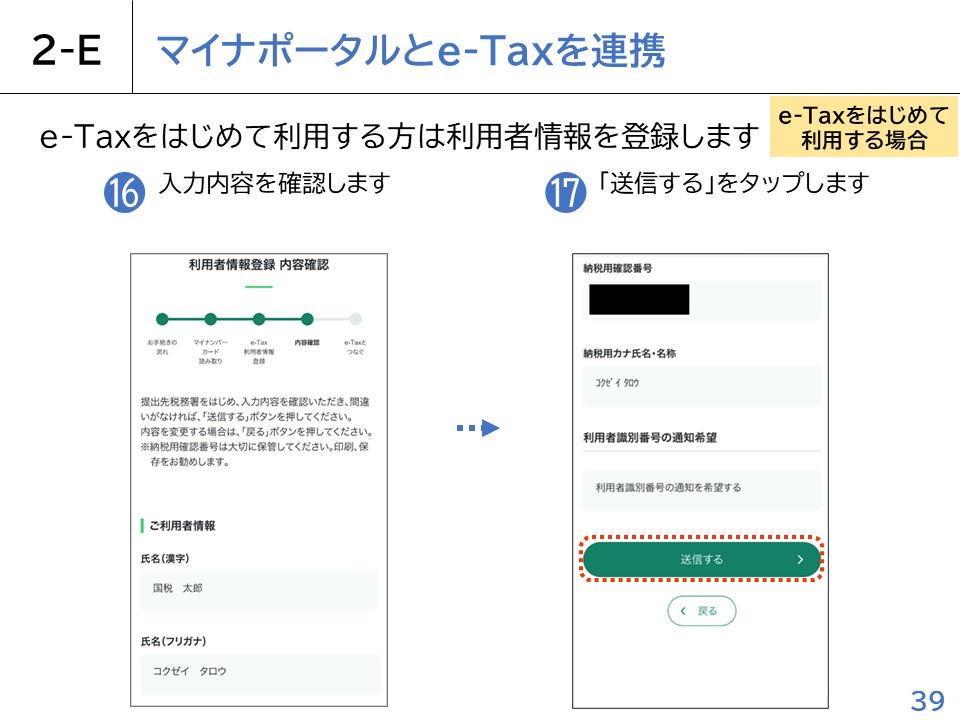 2-E
マイナポータルとe-Taxを連携
e-Taxをはじめて利用する方は利用者情報を登録します
e-Taxをはじめて
利用する場合
16 入力内容を確認します
利用者情報登録 内容確認
お手続きの
流れ
マイナンバー
カード
読み取り
e-Tax
利用者情報
登録
内容確認
e-Taxと
つなぐ
提出先税務署をはじめ、入力内容を確認いただき、間違
いがなければ、「送信する」ボタンを押してください。
内容を変更する場合は、「戻る」ボタンを押してください。
※納税用確認番号は大切に保管してください。印刷、保
存をお勧めします。
ご利用者情報
氏名(漢字)
国税 太郎
氏名(フリガナ)
コクゼイ タロウ
17 「送信する」をタップします
納税用確認番号
納税用カナ氏名・名称
コクゼイ タロウ
利用者識別番号の通知希望
利用者識別番号の通知を希望する
送信する
戻る
39